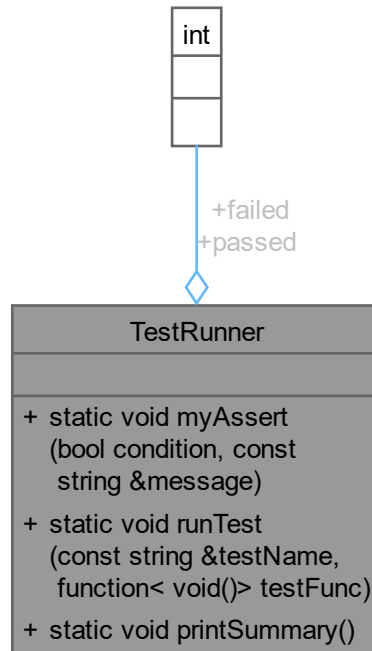 int
+failed
+passed
TestRunner
+ static void myAssert
(bool condition, const
string &message)
+ static void runTest
(const string &testName,
function< void()> testFunc)
+ static void printSummary()